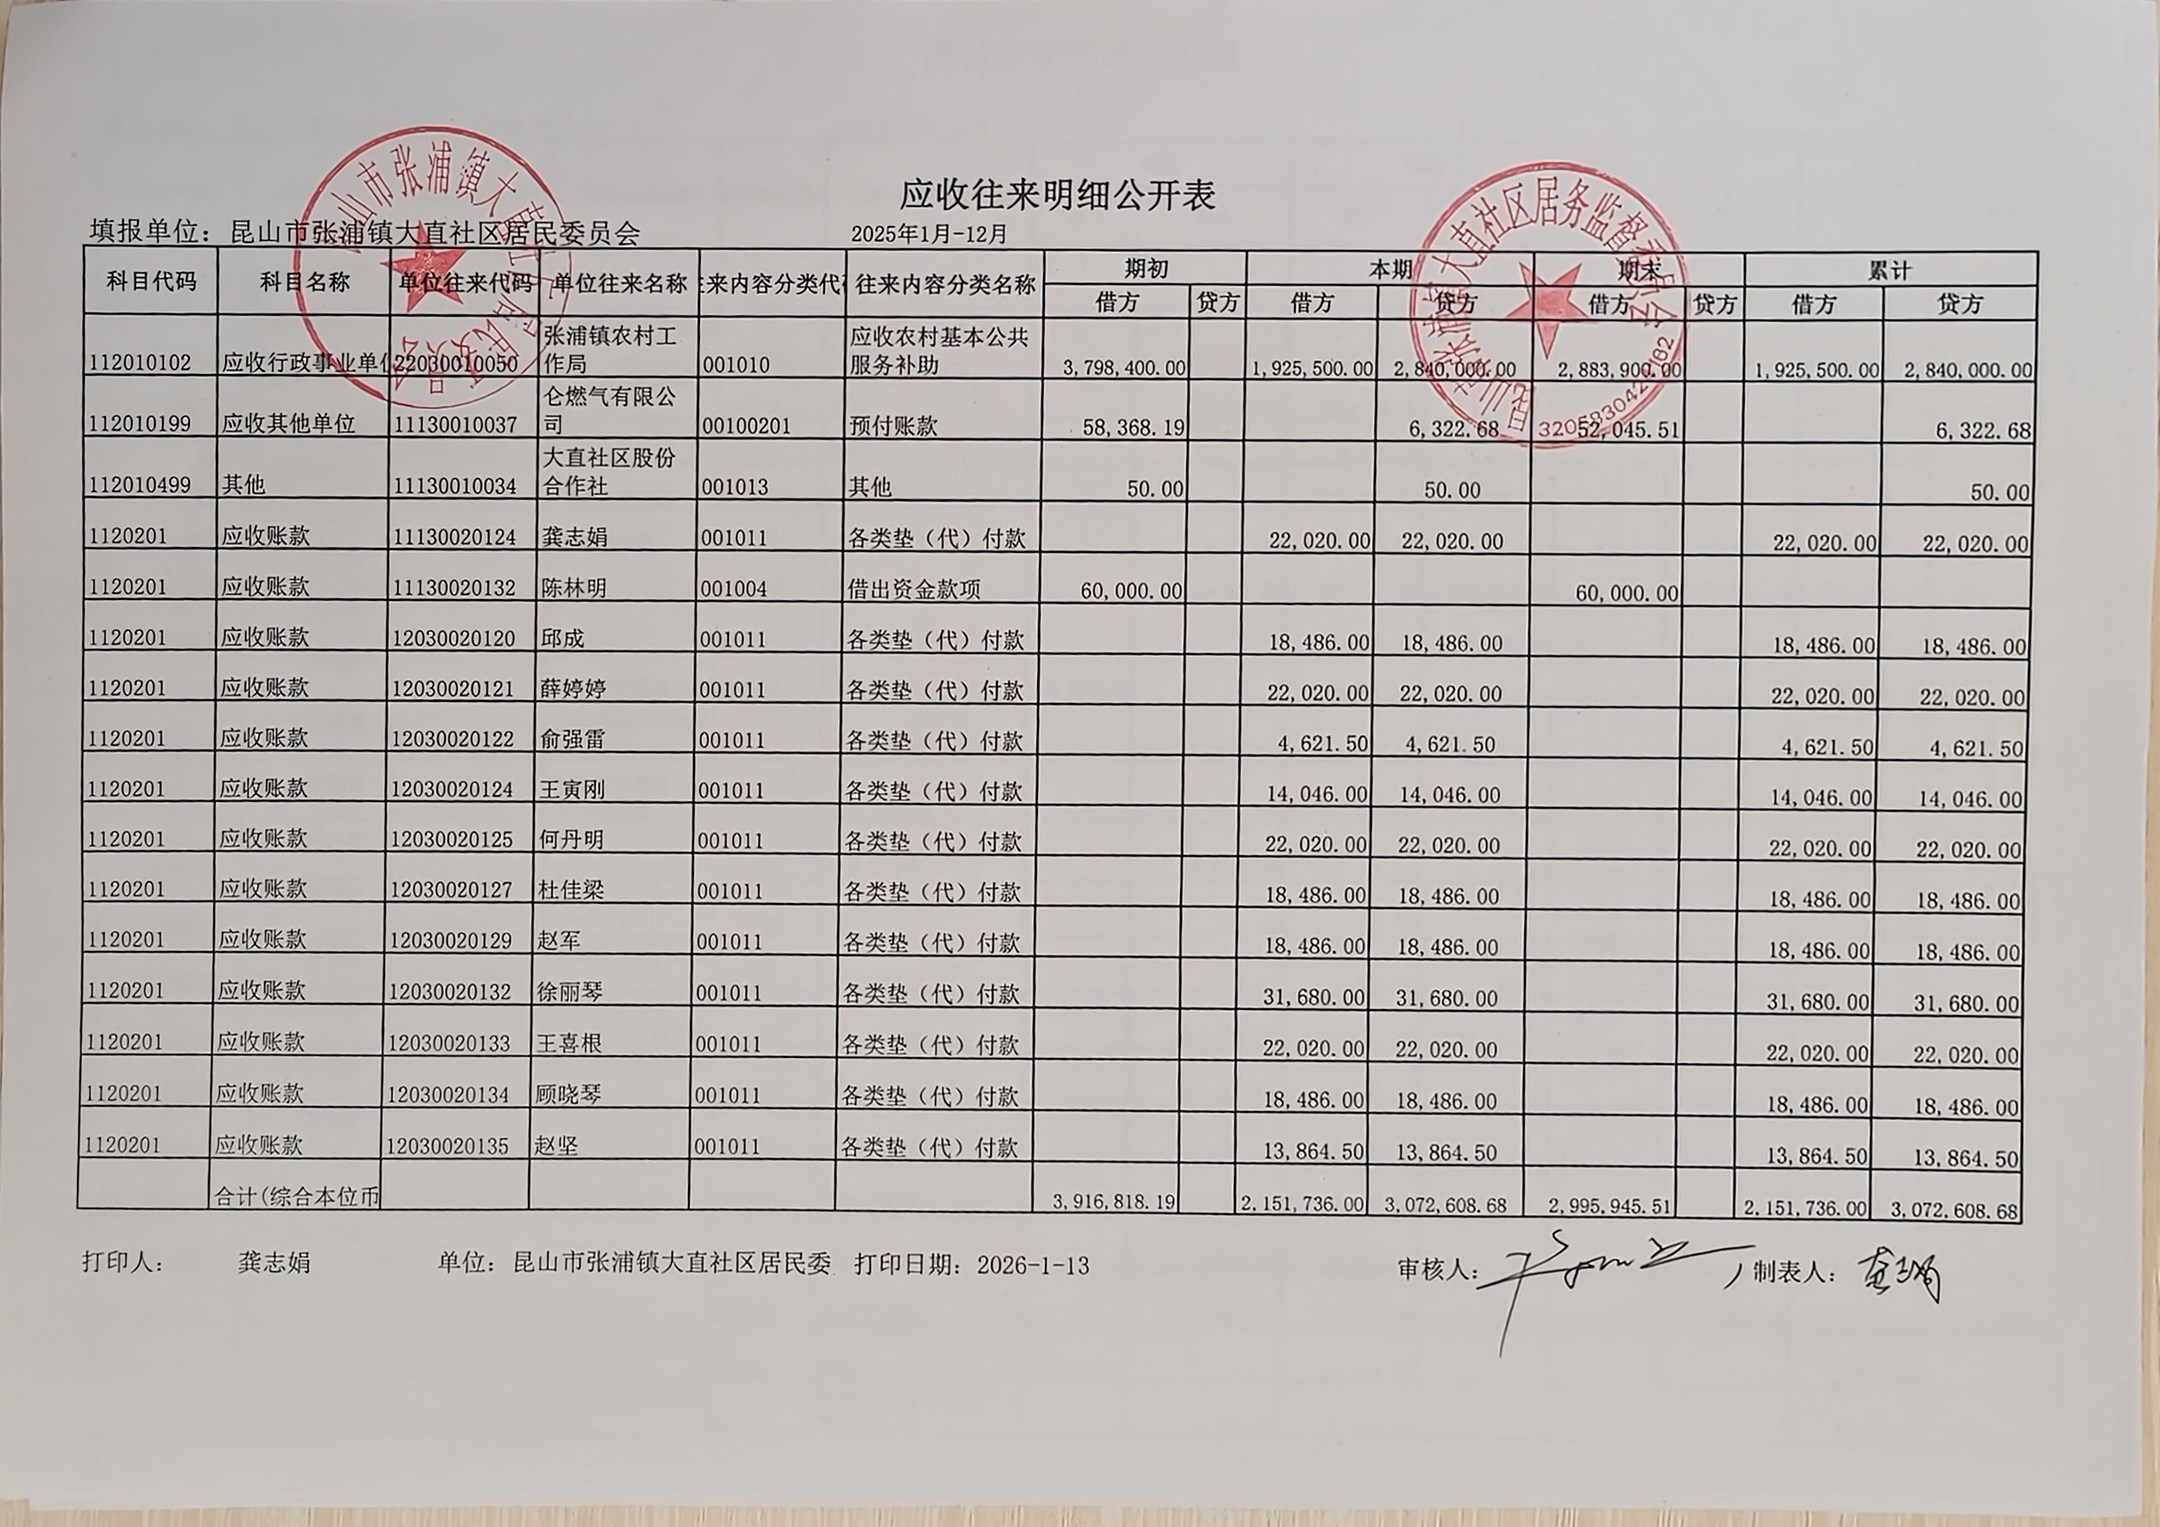 应收往来明细公开表
填报单位：昆山市张浦镇大直社区居民委员会 2025年1月-12月
科目代码 科目名称 单位往来代码 单位往来名称 来内容分类代 往来内容分类名称 期初 本期 期末 累计
借方 贷方 借方 贷方 借方 贷方 借方 贷方
112010102 应收行政事业单位 22030010050 张浦镇农村工作局 001010 应收农村基本公共服务补助 3,798,400.00 1,925,500.00 2,840,000.00 2,883,900.00 1,925,500.00 2,840,000.00
112010199 应收其他单位 11130010037 仑燃气有限公司 00100201 预付账款 58,368.19 6,322.68 52,045.51 6,322.68
112010499 其他 11130010034 大直社区股份合作社 001013 其他 50.00 50.00 50.00
1120201 应收账款 11130020124 龚志娟 001011 各类垫（代）付款 22,020.00 22,020.00 22,020.00 22,020.00
1120201 应收账款 11130020132 陈林明 001004 借出资金款项 60,000.00 60,000.00
1120201 应收账款 12030020120 邱成 001011 各类垫（代）付款 18,486.00 18,486.00 18,486.00 18,486.00
1120201 应收账款 12030020121 薛婷婷 001011 各类垫（代）付款 22,020.00 22,020.00 22,020.00 22,020.00
1120201 应收账款 12030020122 俞强雷 001011 各类垫（代）付款 4,621.50 4,621.50 4,621.50 4,621.50
1120201 应收账款 12030020124 王寅刚 001011 各类垫（代）付款 14,046.00 14,046.00 14,046.00 14,046.00
1120201 应收账款 12030020125 何丹明 001011 各类垫（代）付款 22,020.00 22,020.00 22,020.00 22,020.00
1120201 应收账款 12030020127 杜佳梁 001011 各类垫（代）付款 18,486.00 18,486.00 18,486.00 18,486.00
1120201 应收账款 12030020129 赵军 001011 各类垫（代）付款 18,486.00 18,486.00 18,486.00 18,486.00
1120201 应收账款 12030020132 徐丽琴 001011 各类垫（代）付款 31,680.00 31,680.00 31,680.00 31,680.00
1120201 应收账款 12030020133 王喜根 001011 各类垫（代）付款 22,020.00 22,020.00 22,020.00 22,020.00
1120201 应收账款 12030020134 顾晓琴 001011 各类垫（代）付款 18,486.00 18,486.00 18,486.00 18,486.00
1120201 应收账款 12030020135 赵坚 001011 各类垫（代）付款 13,864.50 13,864.50 13,864.50 13,864.50
合计(综合本位币 3,916,818.19 2,151,736.00 3,072,608.68 2,995,945.51 2,151,736.00 3,072,608.68
打印人： 龚志娟 单位：昆山市张浦镇大直社区居民委 打印日期：2026-1-13 审核人： 制表人：